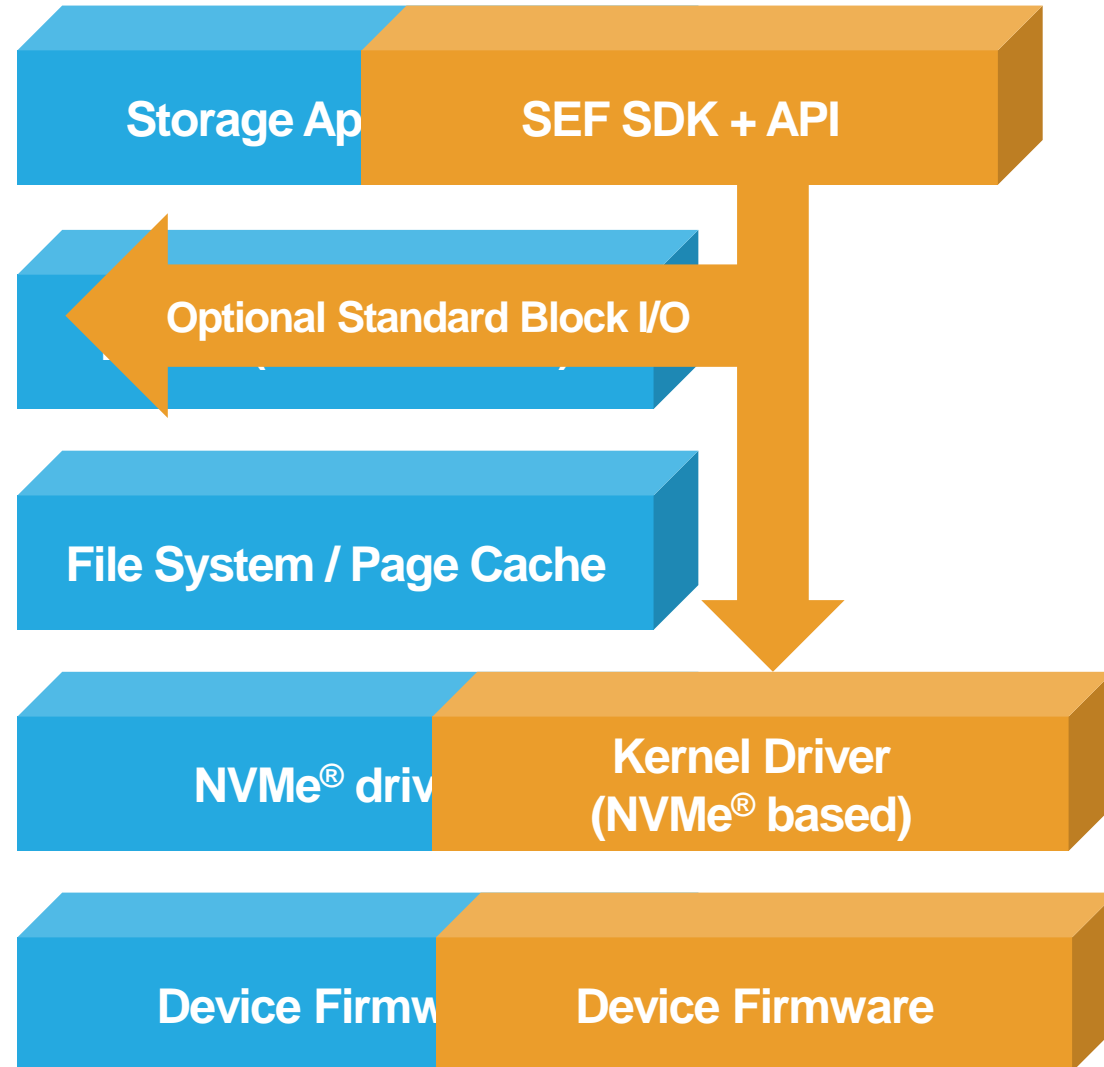 Storage Ap
SEF SDK + API
Optional Standard Block I/O
File System / Page Cache
NVMe® driv
Kernel Driver
(NVMe® based)
Device Firmw
Device Firmware